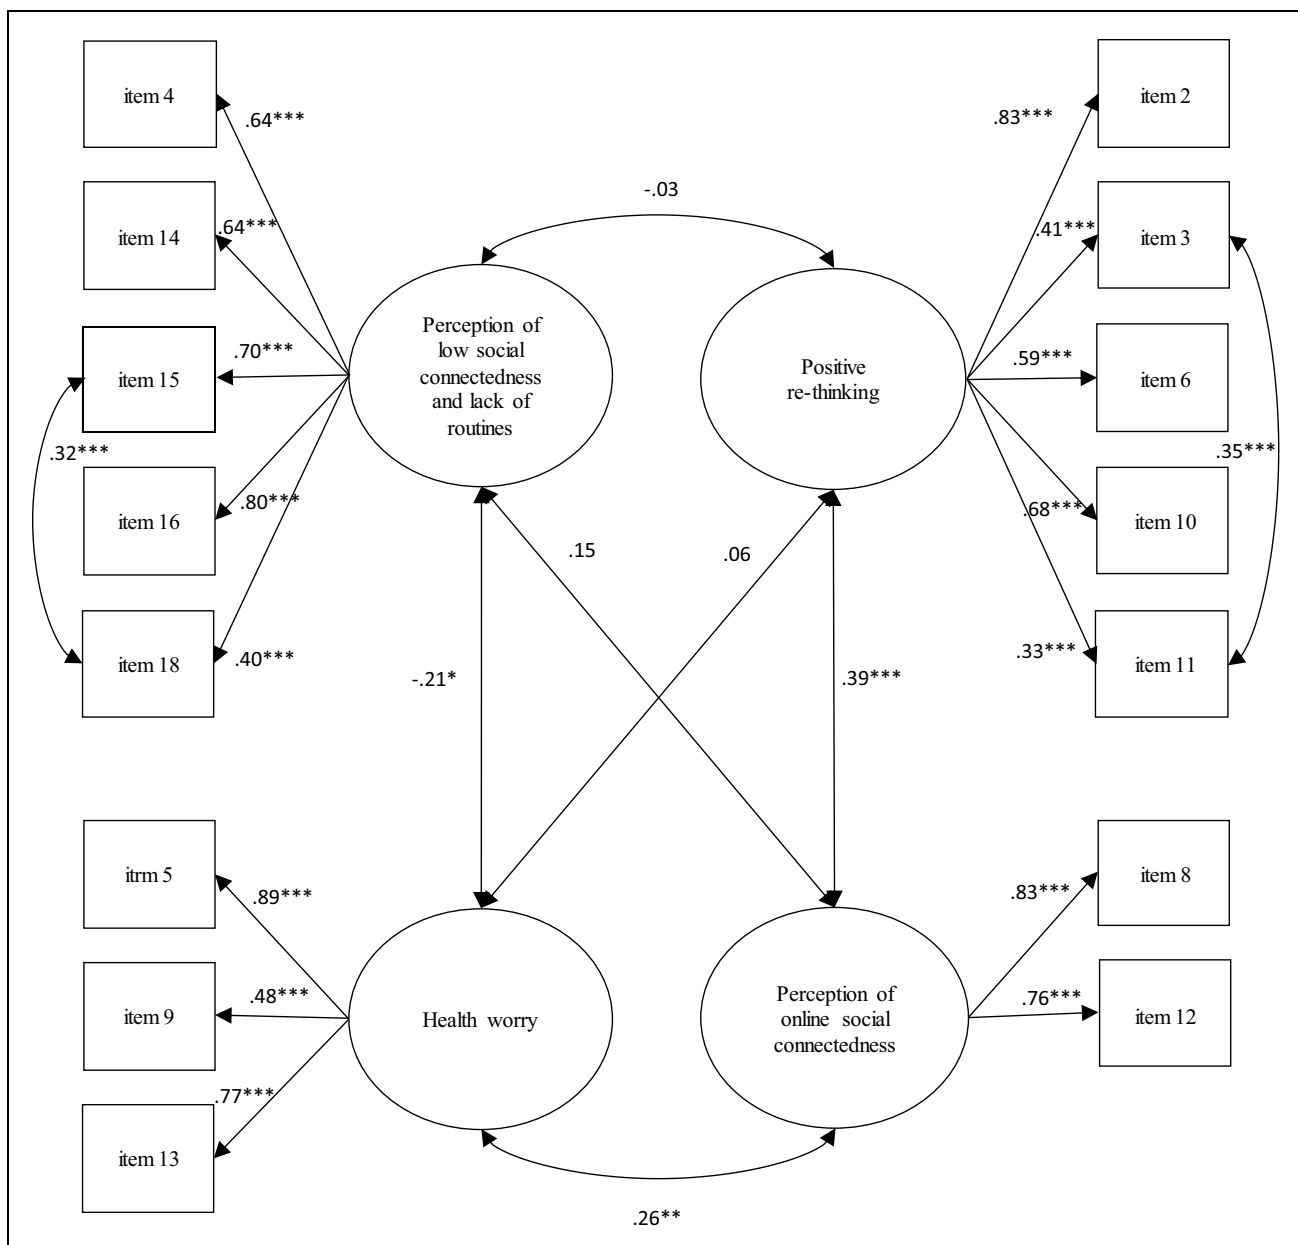 item 4
.64***
item 14
.64***
item 15
.70***
.32***
item 16
.80***
item 18
.40***
Perception of
low social
connectedness
and lack of
routines
-.03
Positive
re-thinking
.83***
item 2
.41***
item 3
.59***
item 6
.35***
.68***
item 10
.33***
item 11
-.21*
.15
.06
.39***
itrm 5
.89***
item 9
.48***
item 13
.77***
Health worry
Perception of
online social
connectedness
.83***
item 8
.76***
item 12
.26**